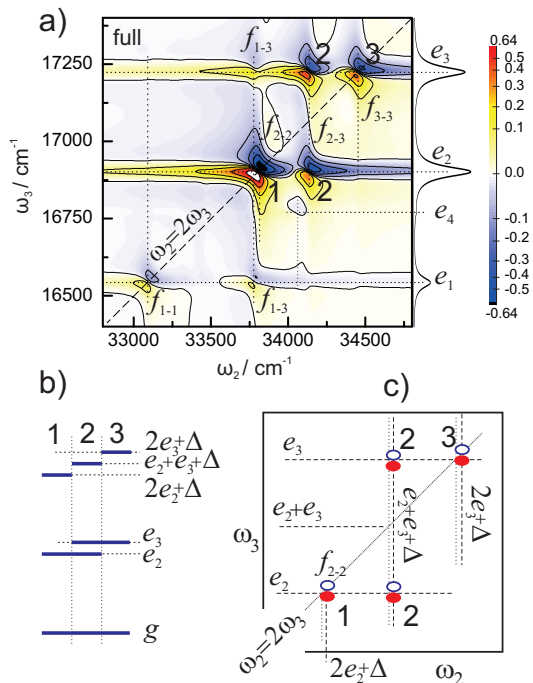 a)
full
f₁₋₃
2
3
e₃
f₂₋₂
f₂₋₃
f₃₋₃
e₂
1
2
e₄
ω₂=2ω₃
f₁₋₁
f₁₋₃
e₁
17250
17000
16750
16500
ω₃ / cm⁻¹
33000 33500 34000 34500
ω₂ / cm⁻¹
0.64
0.5
0.4
0.3
0.2
0.1
0
-0.1
-0.2
-0.3
-0.4
-0.5
-0.64
b)
1 2 3
2e₃+Δ
e₂+e₃+Δ
2e₂+Δ
e₃
e₂
g
c)
2
3
e₃
e₂+e₃
e₂+e₃+Δ
2e₃+Δ
ω₃
e₂
f₂₋₂
1
2
ω₂=2ω₃
2e₂+Δ
ω₂